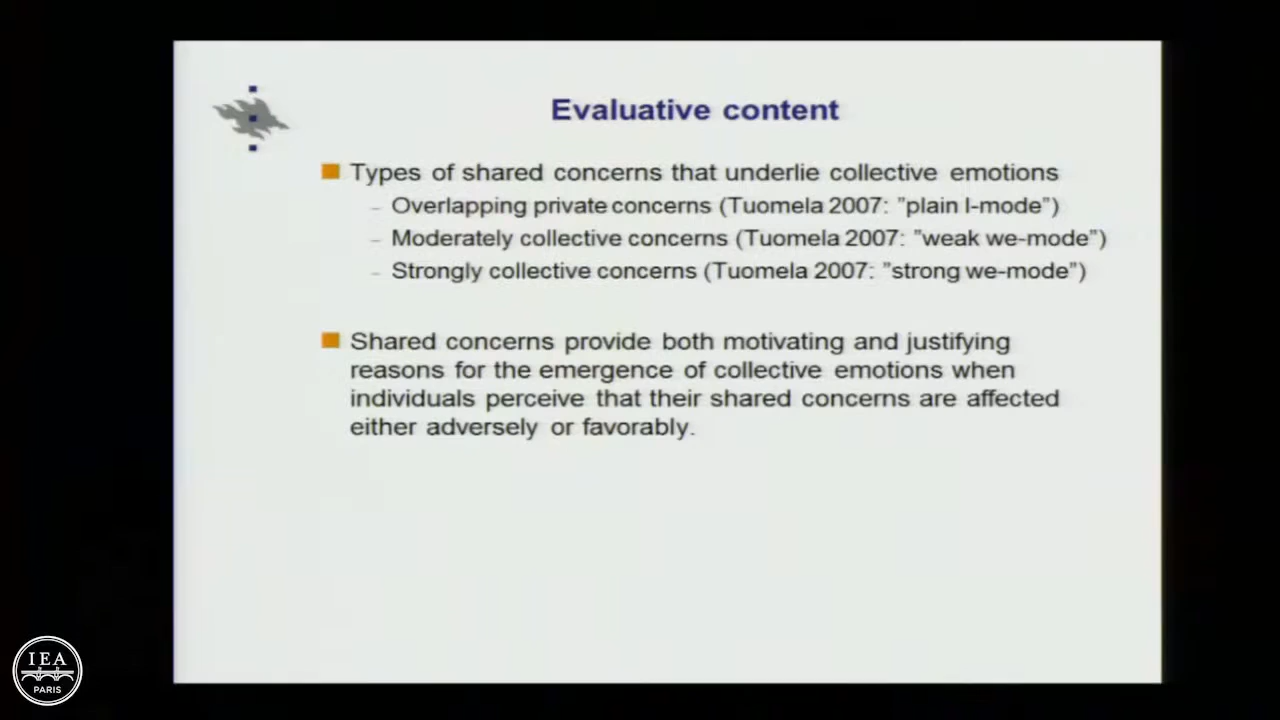 Evaluative content
Types of shared concerns that underlie collective emotions
– Overlapping private concerns (Tuomela 2007: ”plain I-mode”)
– Moderately collective concerns (Tuomela 2007: ”weak we-mode”)
– Strongly collective concerns (Tuomela 2007: ”strong we-mode”)
Shared concerns provide both motivating and justifying
reasons for the emergence of collective emotions when
individuals perceive that their shared concerns are affected
either adversely or favorably.
IEA
PARIS